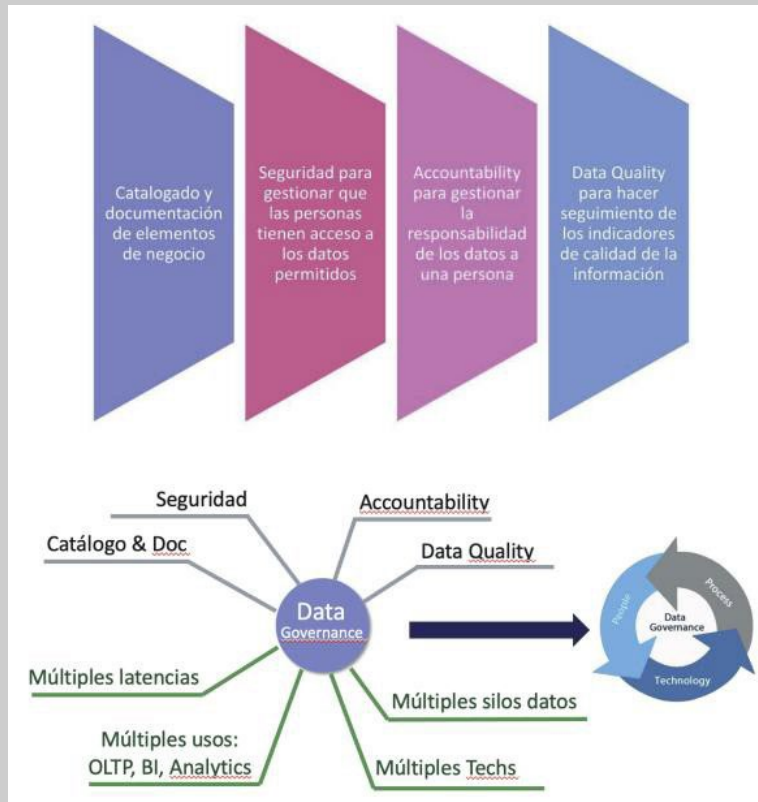 Catalogado y
documentación
de elementos
de negocio
Seguridad para
gestionar que
las personas
tienen acceso a
los datos
permitidos
Accountability
para gestionar
la
responsabilidad
de los datos a
una persona
Data Quality
para hacer
seguimiento de
los indicadores
de calidad de la
información
Seguridad
Accountability
Catálogo & Doc
Data Quality
Data
Governance
Múltiples latencias
Múltiples silos datos
Múltiples usos:
OLTP, BI, Analytics
Múltiples Techs
People
Process
Data
Governance
Technology